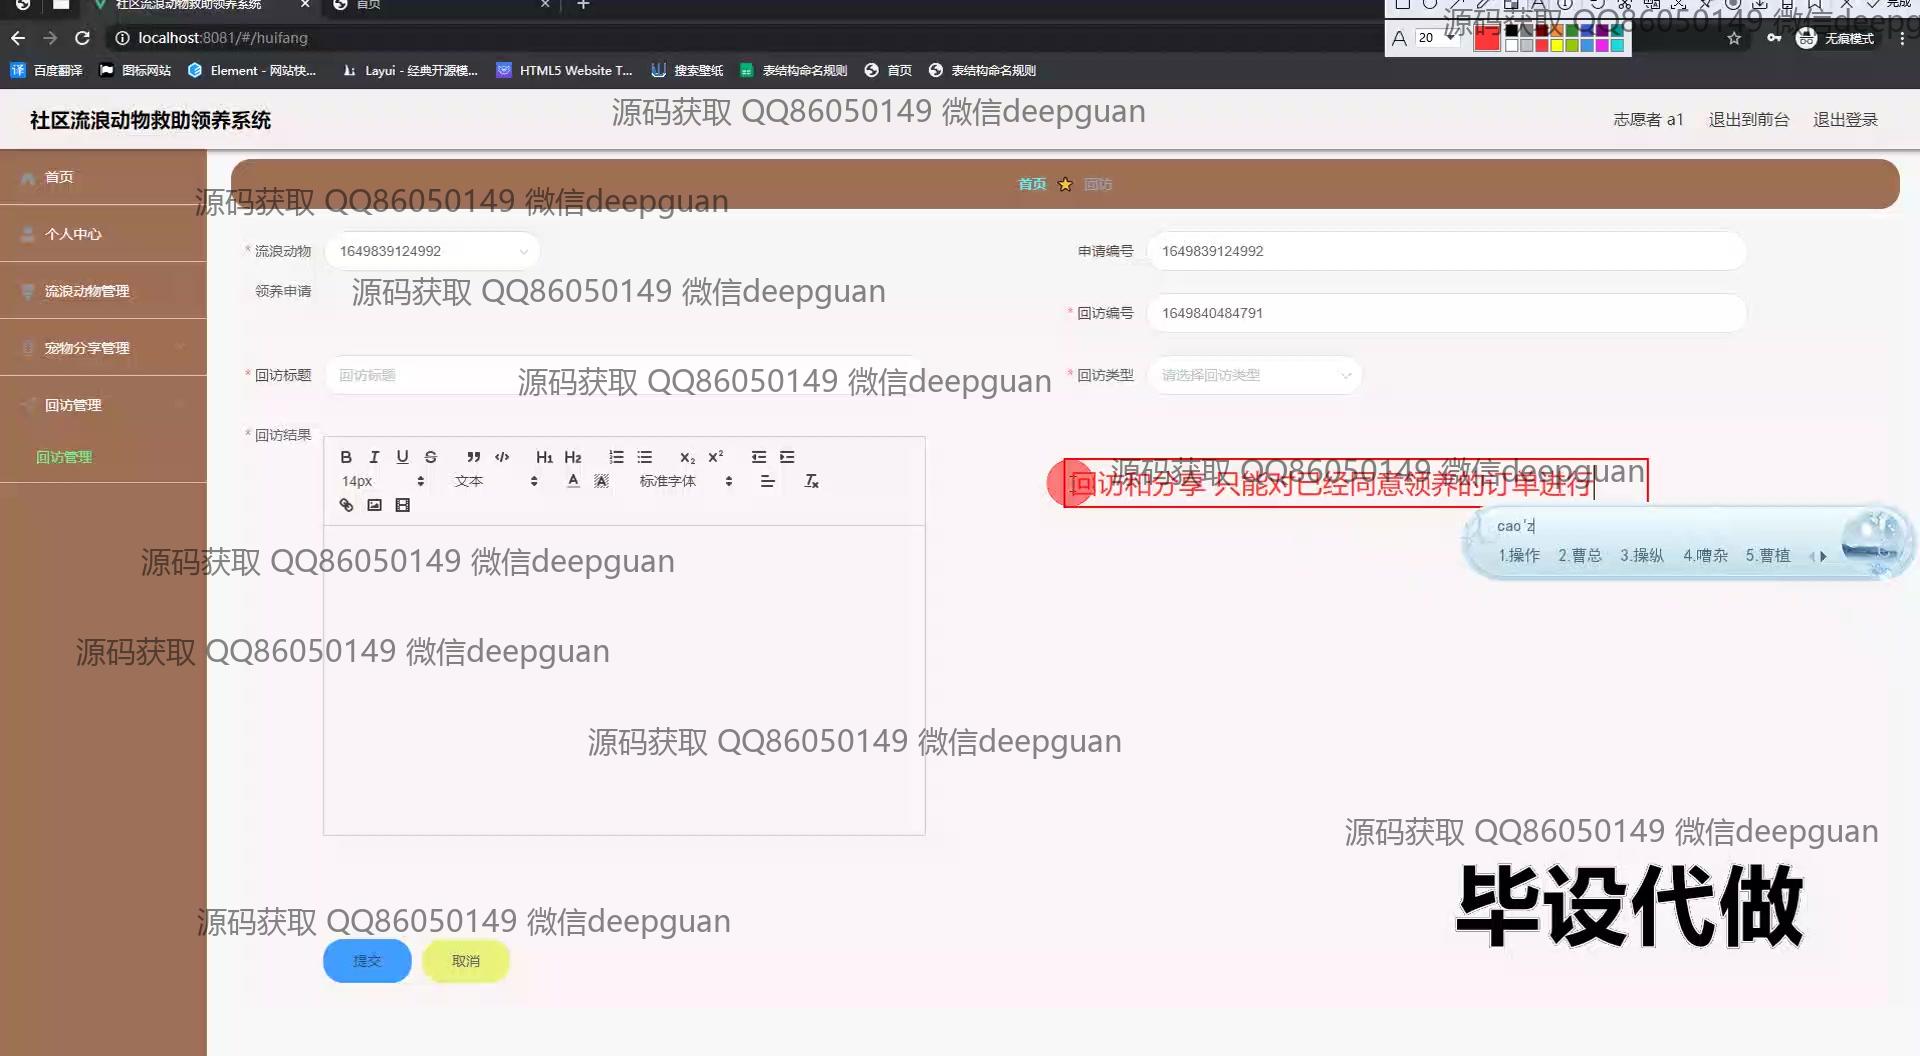 社区流浪动物救助领养系统
首页
完成
localhost:8081/#/huifang
20
无痕模式
百度翻译 图标网站 Element - 网站快... Layui - 经典开源模... HTML5 Website T... 搜索壁纸 表结构命名规则 首页 表结构命名规则
源码获取 QQ86050149 微信deepg
社区流浪动物救助领养系统
源码获取 QQ86050149 微信deepguan
志愿者 a1 退出到前台 退出登录
首页
个人中心
流浪动物管理
宠物分享管理
回访管理
回访管理
首页 回访
源码获取 QQ86050149 微信deepguan
* 流浪动物 1649839124992
申请编号 1649839124992
领养申请
源码获取 QQ86050149 微信deepguan
* 回访编号 1649840484791
* 回访标题 回访标题
源码获取 QQ86050149 微信deepguan
* 回访类型 请选择回访类型
* 回访结果
B I U S H1 H2 X2 X2
14px 文本 A A 标准字体 Tx
源码获取 QQ86050149 微信deepguan
回访和分享 只能对已经同意领养的订单进行
cao'z
1.操作 2.曹总 3.操纵 4.嘈杂 5.曹植
源码获取 QQ86050149 微信deepguan
源码获取 QQ86050149 微信deepguan
源码获取 QQ86050149 微信deepguan
源码获取 QQ86050149 微信deepguan
毕设代做
源码获取 QQ86050149 微信deepguan
提交 取消